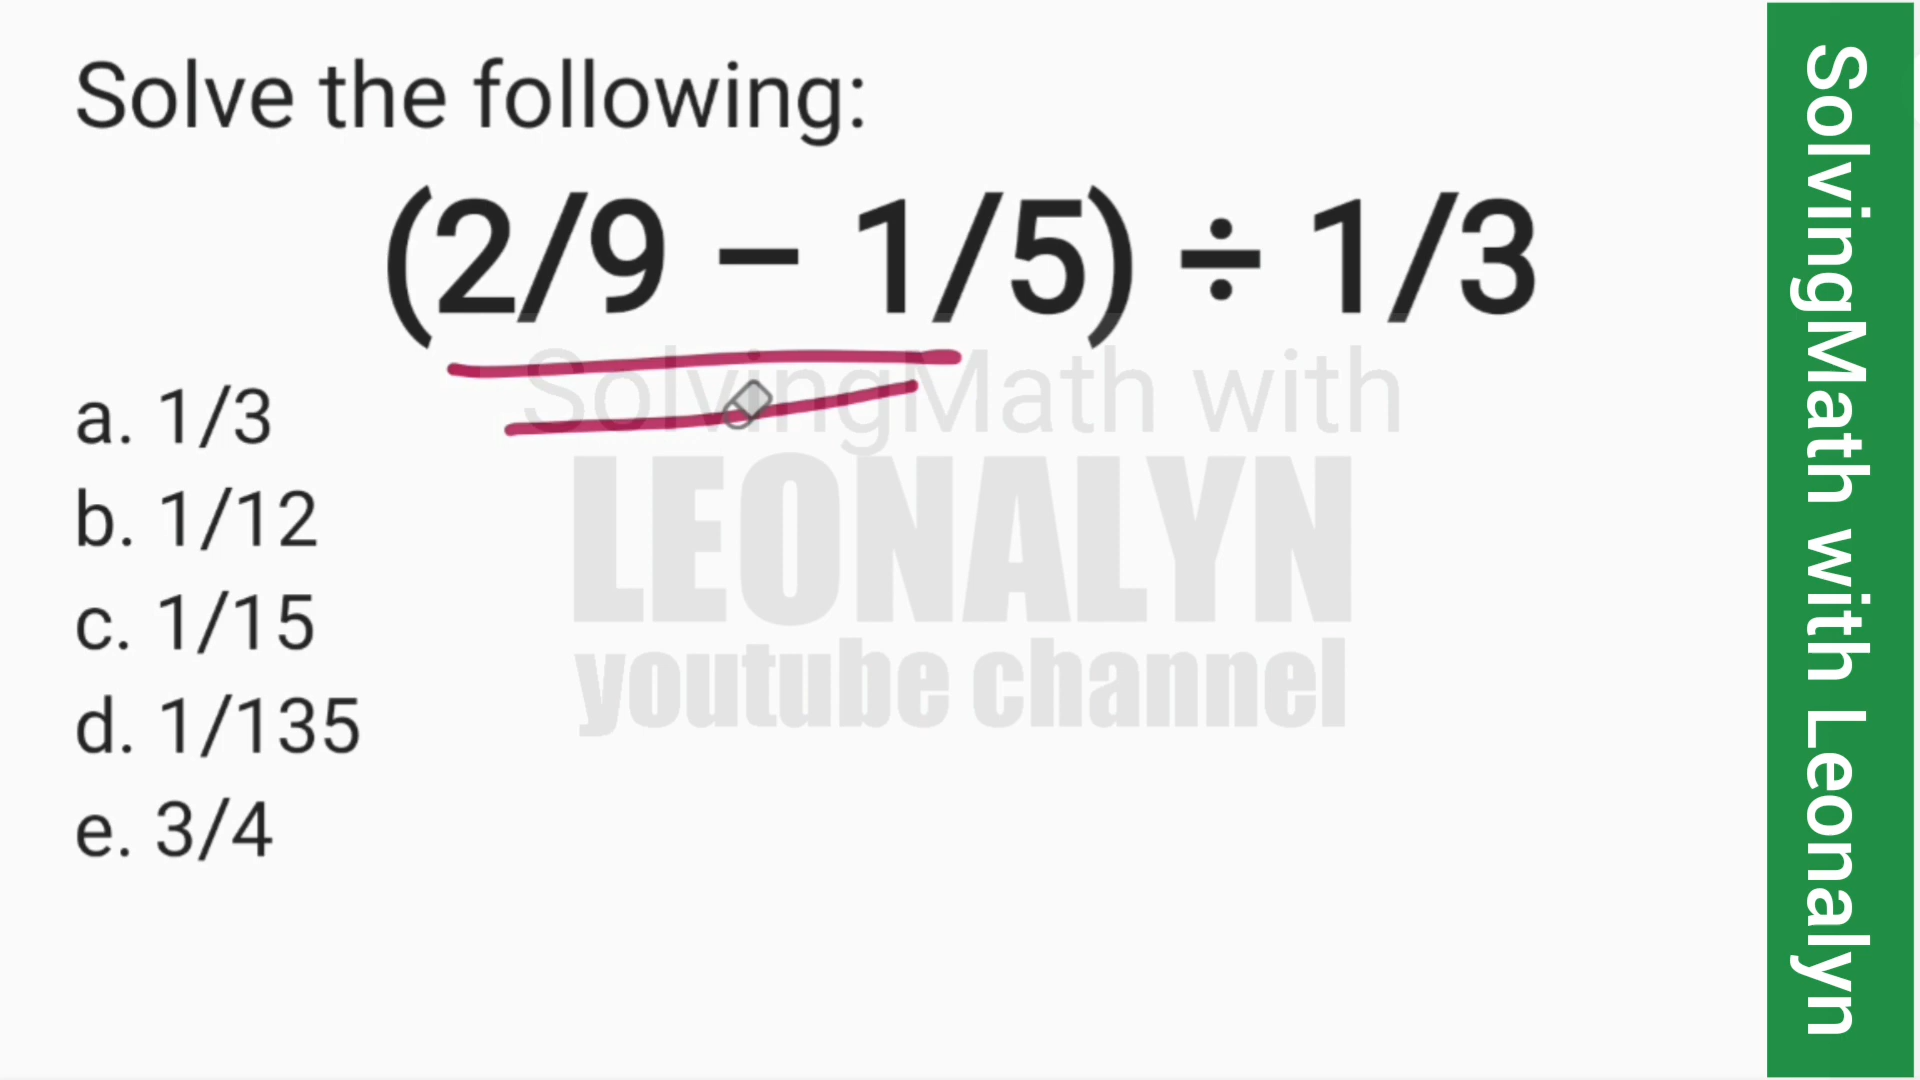 Solve the following:
(2/9 − 1/5) ÷ 1/3
a. 1/3
b. 1/12
c. 1/15
d. 1/135
e. 3/4
SolvingMath with
LEONALYN
youtube channel
SolvingMath with Leonalyn